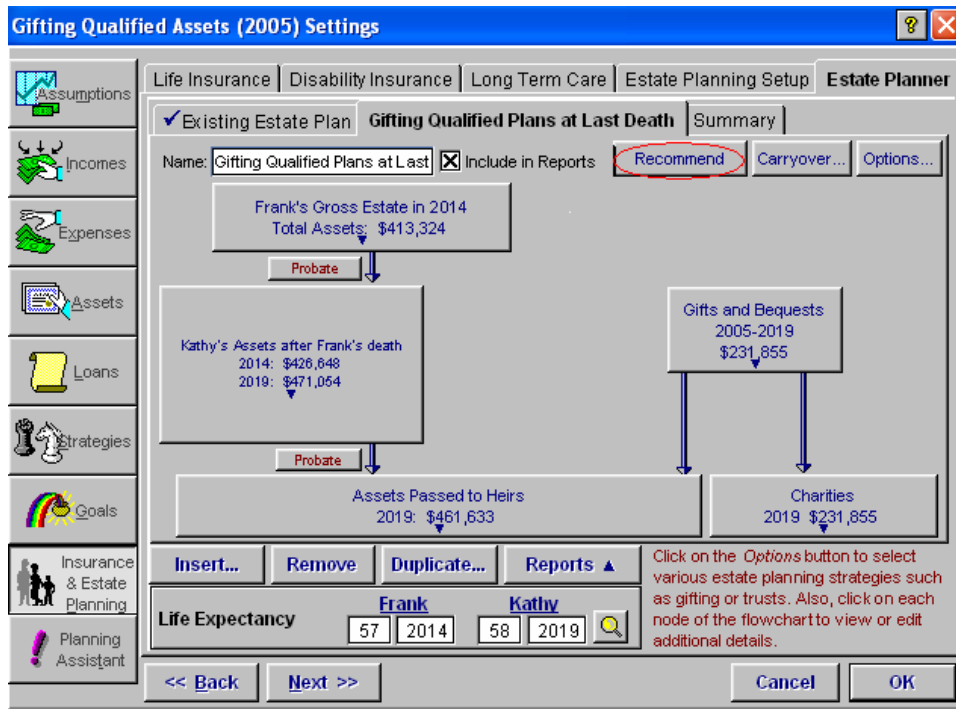 Gifting Qualified Assets (2005) Settings
?
X
Assumptions
Incomes
Expenses
Assets
Loans
Strategies
Goals
Insurance
& Estate
Planning
Planning
Assistant
Life Insurance
Disability Insurance
Long Term Care
Estate Planning Setup
Estate Planner
Existing Estate Plan
Gifting Qualified Plans at Last Death
Summary
Name: Gifting Qualified Plans at Last
Include in Reports
Recommend
Carryover...
Options...
Frank's Gross Estate in 2014
Total Assets: $413,324
Probate
Kathy's Assets after Frank's death
2014: $426,648
2019: $471,054
Gifts and Bequests
2005-2019
$231,855
Probate
Assets Passed to Heirs
2019: $461,633
Charities
2019 $231,855
Insert...
Remove
Duplicate...
Reports ▲
Life Expectancy
Frank
57 2014
Kathy
58 2019
Click on the Options button to select
various estate planning strategies such
as gifting or trusts. Also, click on each
node of the flowchart to view or edit
additional details.
<< Back
Next >>
Cancel
OK